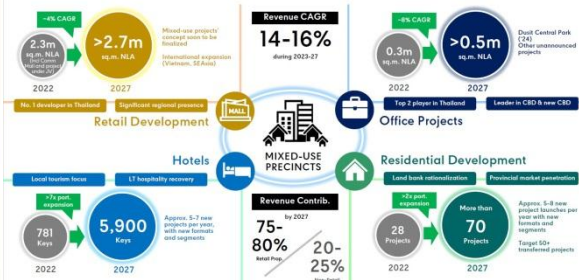 ~4% CAGR
2.3m
sq.m. NLA
2022
>2.7m
sq.m. NLA
2027
Mixed-use projects'
concept soon to be
finalized
International expansion
(Vietnam, SEAsia)
No. 1 developer in Thailand
Significant regional presence
Retail Development
MALL
Revenue CAGR
14-16%
during 2023-27
~8% CAGR
0.3m
sq.m. NLA
2022
>0.5m
sq.m. NLA
2027
Dusit Central Park
('24)
Other unannounced
projects
Top 2 player in Thailand
Leader in CBD & new CBD
Office Projects
MIXED-USE
PRECINCTS
Hotels
Local tourism focus
LT hospitality recovery
>7x port.
expansion
781
Keys
2022
5,900
Keys
2027
Approx. 5-7 new
projects per year,
with new formats
and segments
Revenue Contrib.
by 2027
75-
80%
Retail Prop.
20-
25%
Residential Development
Land bank rationalization
Provincial market penetration
>2x port.
expansion
28
Projects
2022
More than
70
Projects
2027
Approx. 5-8 new
project launches per
year with new
formats and
segments
Target 50+
transferred projects